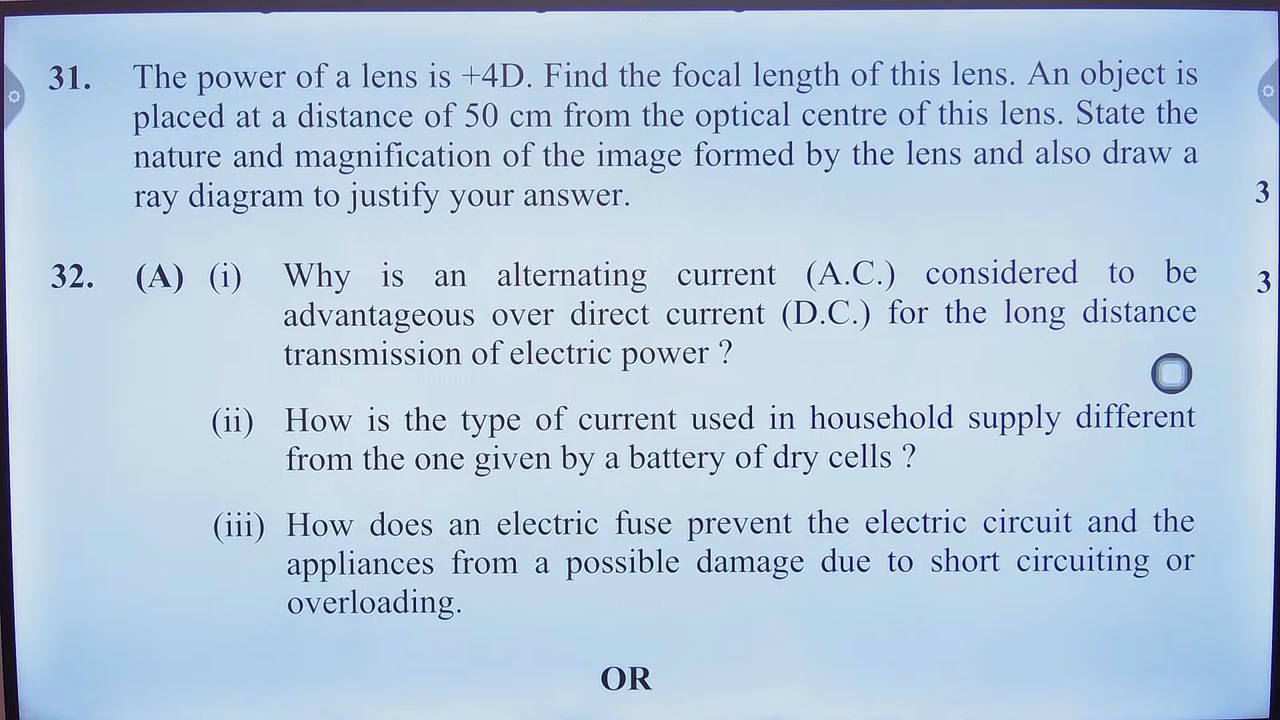 31. The power of a lens is +4D. Find the focal length of this lens. An object is
placed at a distance of 50 cm from the optical centre of this lens. State the
nature and magnification of the image formed by the lens and also draw a
ray diagram to justify your answer. 3
32. (A) (i) Why is an alternating current (A.C.) considered to be 3
advantageous over direct current (D.C.) for the long distance
transmission of electric power ?
(ii) How is the type of current used in household supply different
from the one given by a battery of dry cells ?
(iii) How does an electric fuse prevent the electric circuit and the
appliances from a possible damage due to short circuiting or
overloading.
OR